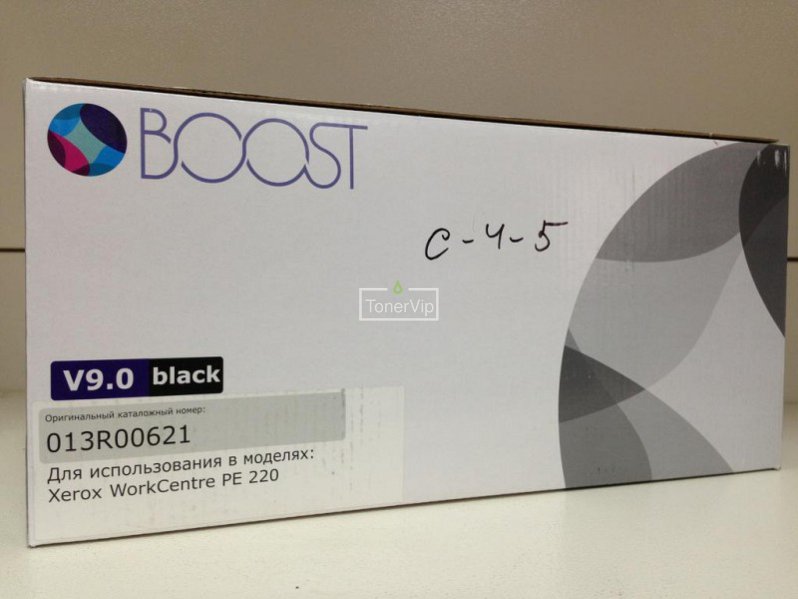 BOOST
с-4-5
TonerVip
V9.0 black
Оригинальный каталожный номер:
013R00621
Для использования в моделях:
Xerox WorkCentre PE 220